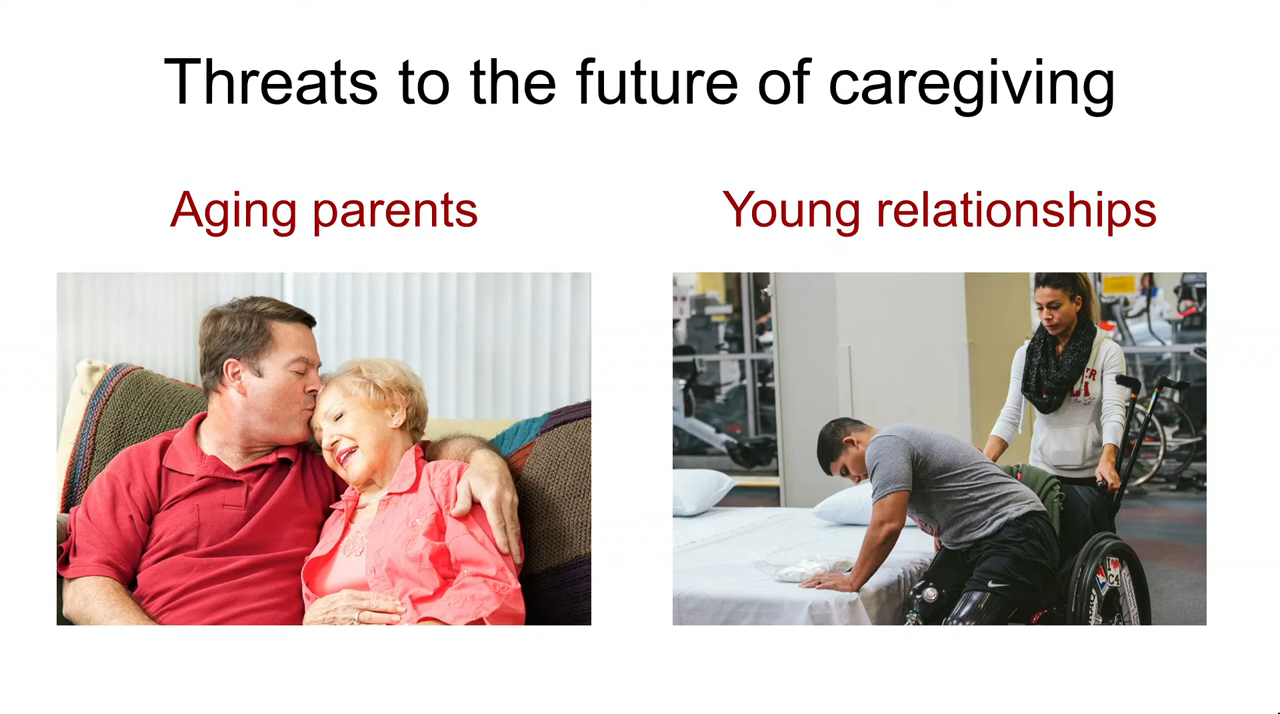 Threats to the future of caregiving
Aging parents
Young relationships